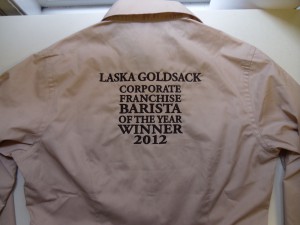 LASKA GOLDSACK
CORPORATE
FRANCHISE
BARISTA
OF THE YEAR
WINNER
2012